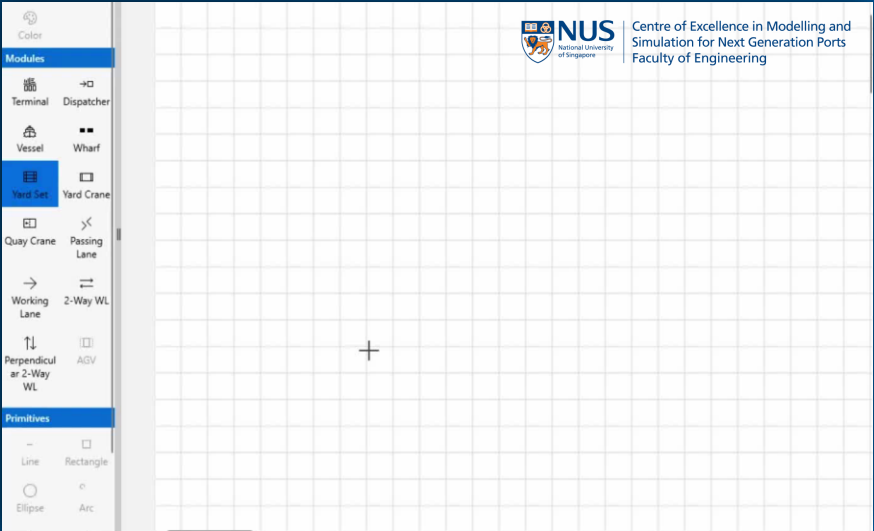 Color
Modules
Terminal
Dispatcher
Vessel
Wharf
Yard Set
Yard Crane
Quay Crane
Passing
Lane
Working
Lane
2-Way WL
Perpendicul
ar 2-Way
WL
AGV
Primitives
Line
Rectangle
Ellipse
Arc
NUS
National University
of Singapore
Centre of Excellence in Modelling and
Simulation for Next Generation Ports
Faculty of Engineering